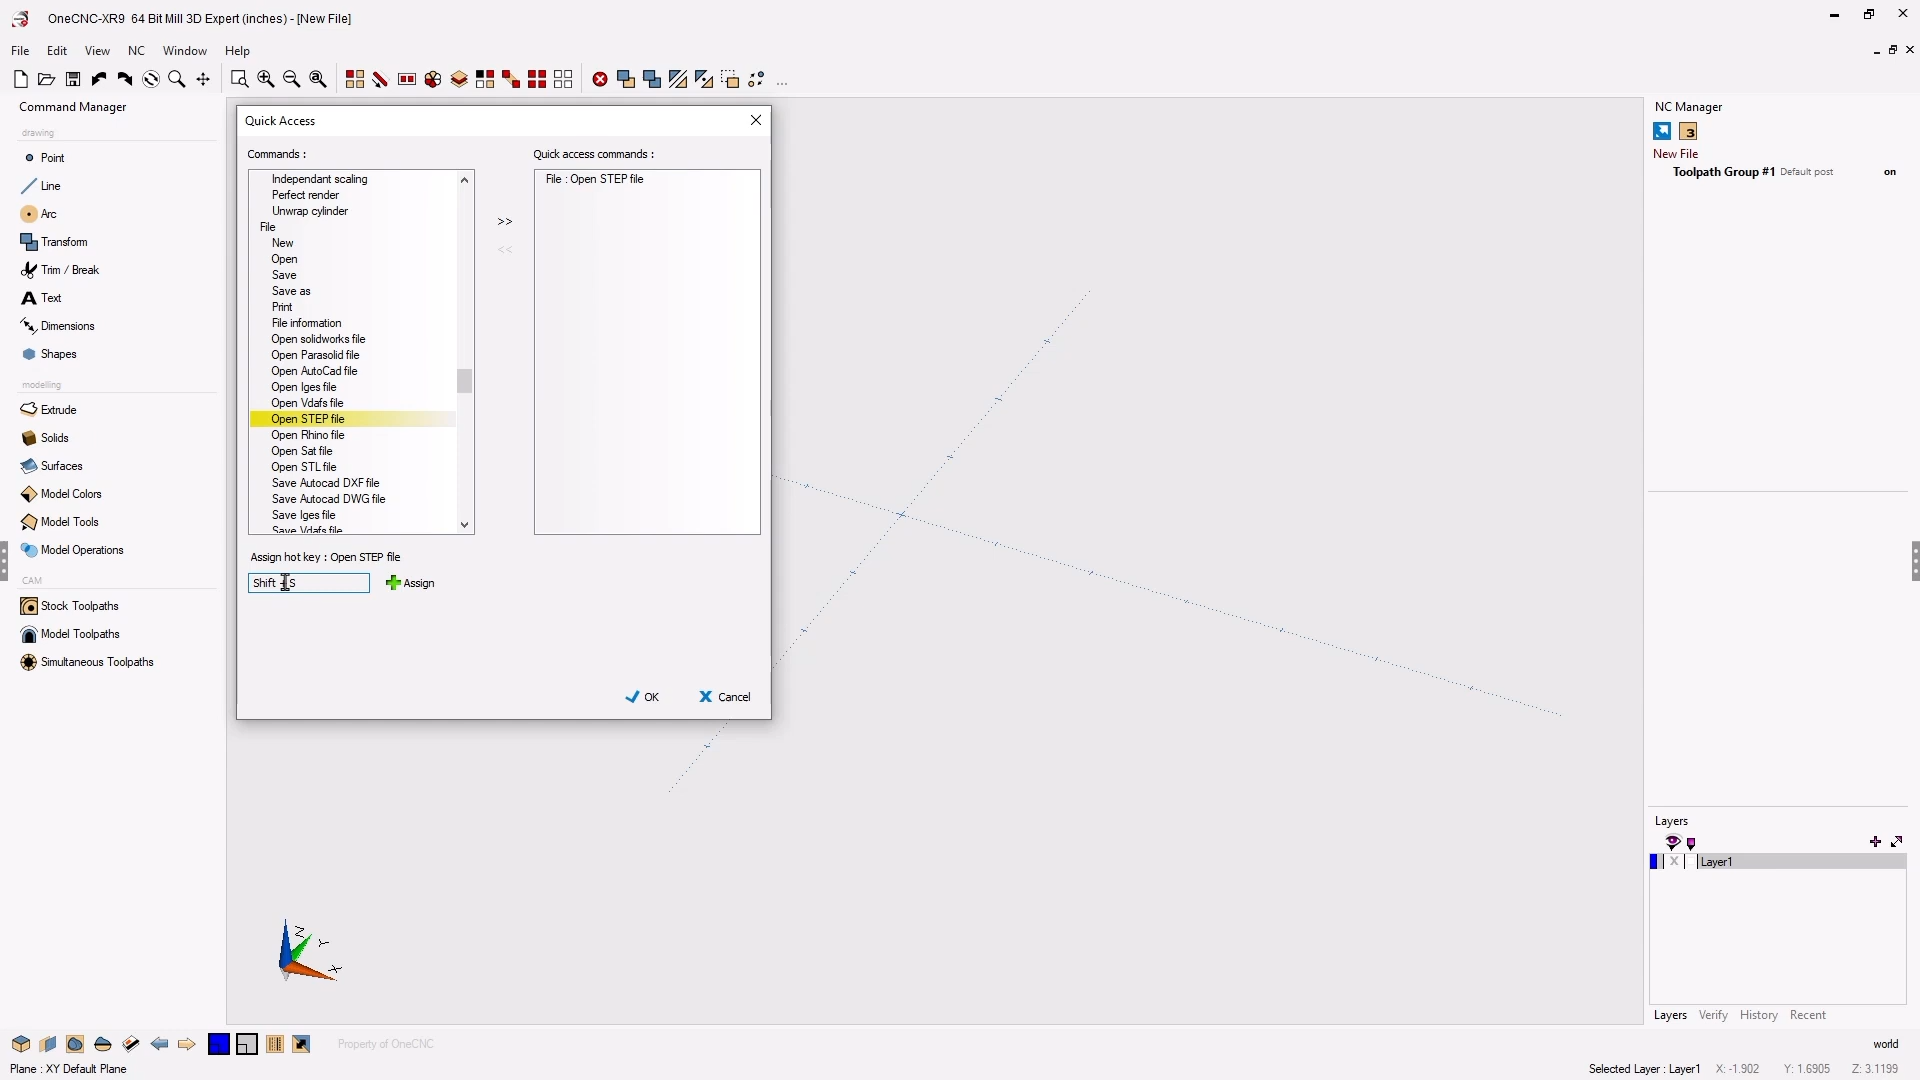 OneCNC-XR9 64 Bit Mill 3D Expert (inches) - [New File]
File Edit View NC Window Help
...
Command Manager
drawing
Point
Line
Arc
Transform
Trim / Break
Text
Dimensions
Shapes
modelling
Extrude
Solids
Surfaces
Model Colors
Model Tools
Model Operations
CAM
Stock Toolpaths
Model Toolpaths
Simultaneous Toolpaths
Quick Access
Commands :
Independant scaling
Perfect render
Unwrap cylinder
File
New
Open
Save
Save as
Print
File information
Open solidworks file
Open Parasolid file
Open AutoCad file
Open Iges file
Open Vdafs file
Open STEP file
Open Rhino file
Open Sat file
Open STL file
Save Autocad DXF file
Save Autocad DWG file
Save Iges file
Save Vdafs file
>>
<<
Quick access commands :
File : Open STEP file
Assign hot key : Open STEP file
Shift + S
Assign
OK Cancel
Z Y X
NC Manager
3
New File
Toolpath Group #1 Default post on
Layers
X Layer1
Layers Verify History Recent
Property of OneCNC
world
Plane : XY Default Plane
Selected Layer : Layer1 X: -1.902 Y: 1.6905 Z: 3.1199